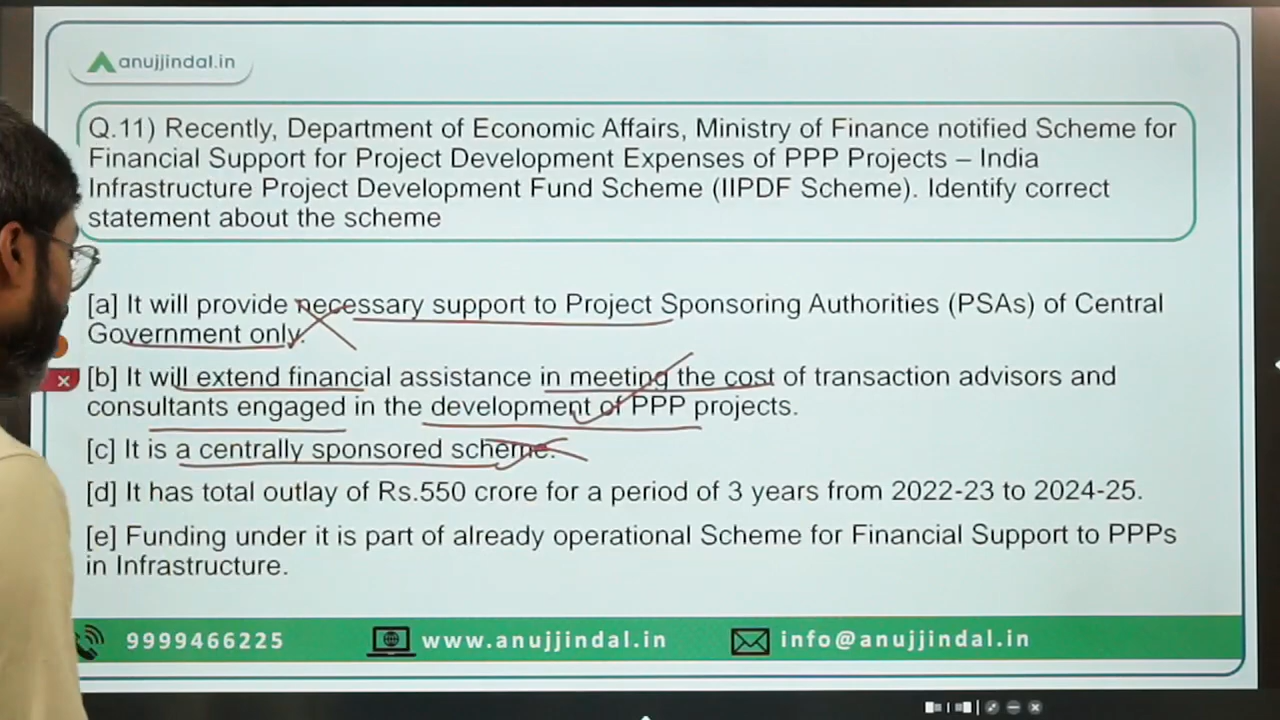 anujjindal.in
Q.11) Recently, Department of Economic Affairs, Ministry of Finance notified Scheme for
Financial Support for Project Development Expenses of PPP Projects – India
Infrastructure Project Development Fund Scheme (IIPDF Scheme). Identify correct
statement about the scheme
[a] It will provide necessary support to Project Sponsoring Authorities (PSAs) of Central
Government only.
[b] It will extend financial assistance in meeting the cost of transaction advisors and
consultants engaged in the development of PPP projects.
[c] It is a centrally sponsored scheme.
[d] It has total outlay of Rs.550 crore for a period of 3 years from 2022-23 to 2024-25.
[e] Funding under it is part of already operational Scheme for Financial Support to PPPs
in Infrastructure.
9999466225 www.anujjindal.in info@anujjindal.in